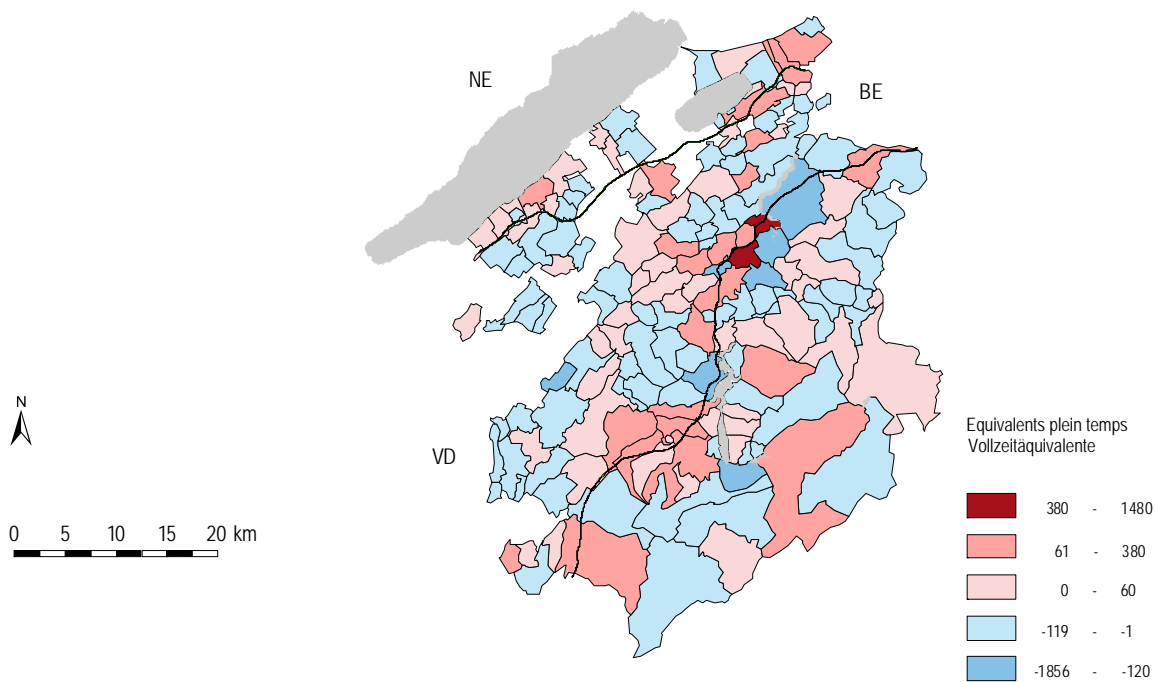 NE
BE
N
VD
0 5 10 15 20 km
Equivalents plein temps
Vollzeitäquivalente
380 - 1480
61 - 380
0 - 60
-119 - -1
-1856 - -120